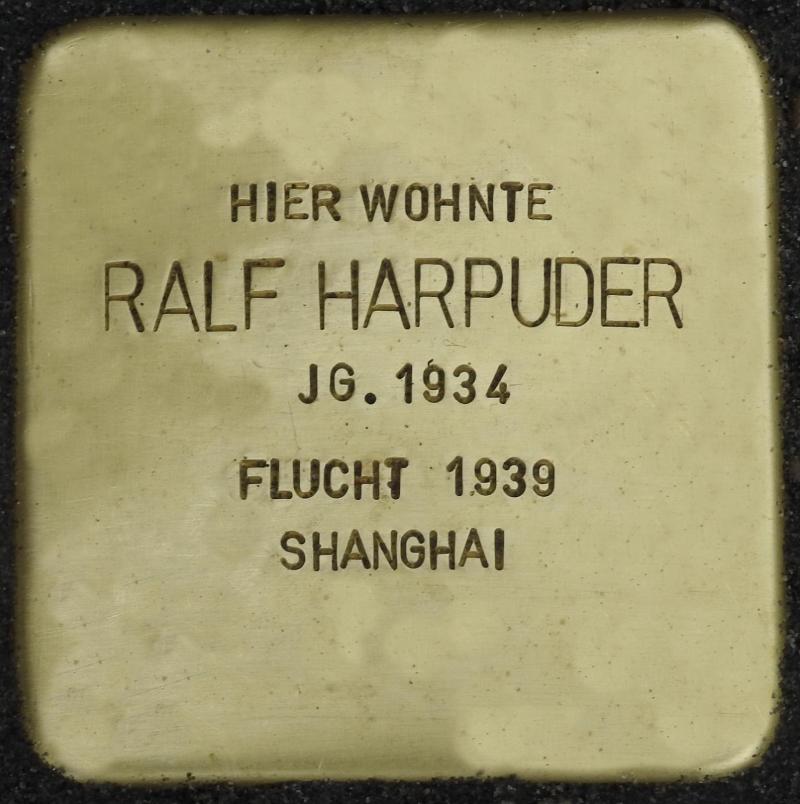 HIER WOHNTE
RALF HARPUDER
JG. 1934
FLUCHT 1939
SHANGHAI